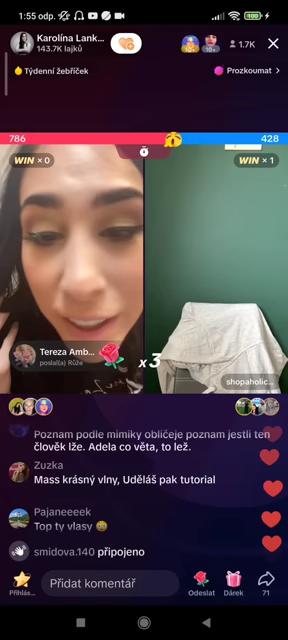 1:55 odp.
100
Karolína Lank...
143.7K lajků
10+
1.7K
Týdenní žebříček
Prozkoumat >
786
428
WIN × 0
WIN × 1
Tereza Amb...
poslal(a) Růže
x3
shopaholic...
Poznam podle mimiky obličeje poznam jestli ten
člověk lže. Adela co věta, to lež.
Zuzka
Mass krásný vlny, Uděláš pak tutorial
Pajaneeeek
Top ty vlasy
smidova.140 připojeno
Přihlás...
Přidat komentář
Odeslat
Dárek
71